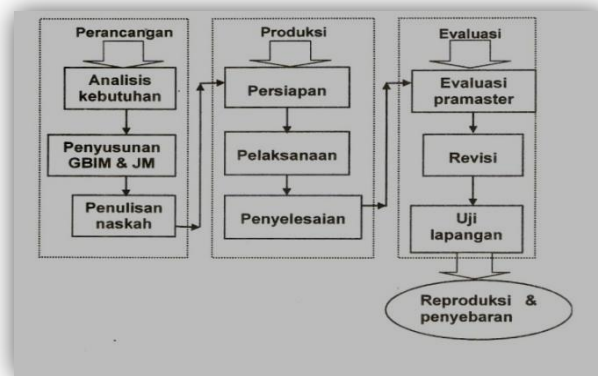 Perancangan
Analisis
kebutuhan
Penyusunan
GBIM & JM
Penulisan
naskah
Produksi
Persiapan
Pelaksanaan
Penyelesaian
Evaluasi
Evaluasi
pramaster
Revisi
Uji
lapangan
Reproduksi &
penyebaran